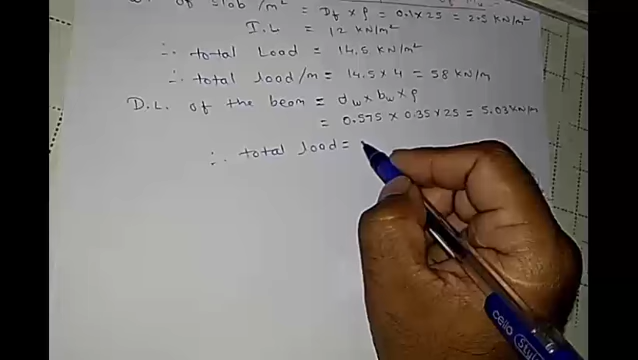 of slab /m² = Df × ρ = 0.1 × 25 = 2.5 KN/m²
I.L = 12 KN/m²
∴ total Load = 14.5 KN/m²
∴ total load/m = 14.5 × 4 = 58 KN/m
D.L. of the beam = dw × bw × ρ
= 0.575 × 0.35 × 25 = 5.03 KN/m
∴ total load =
cello